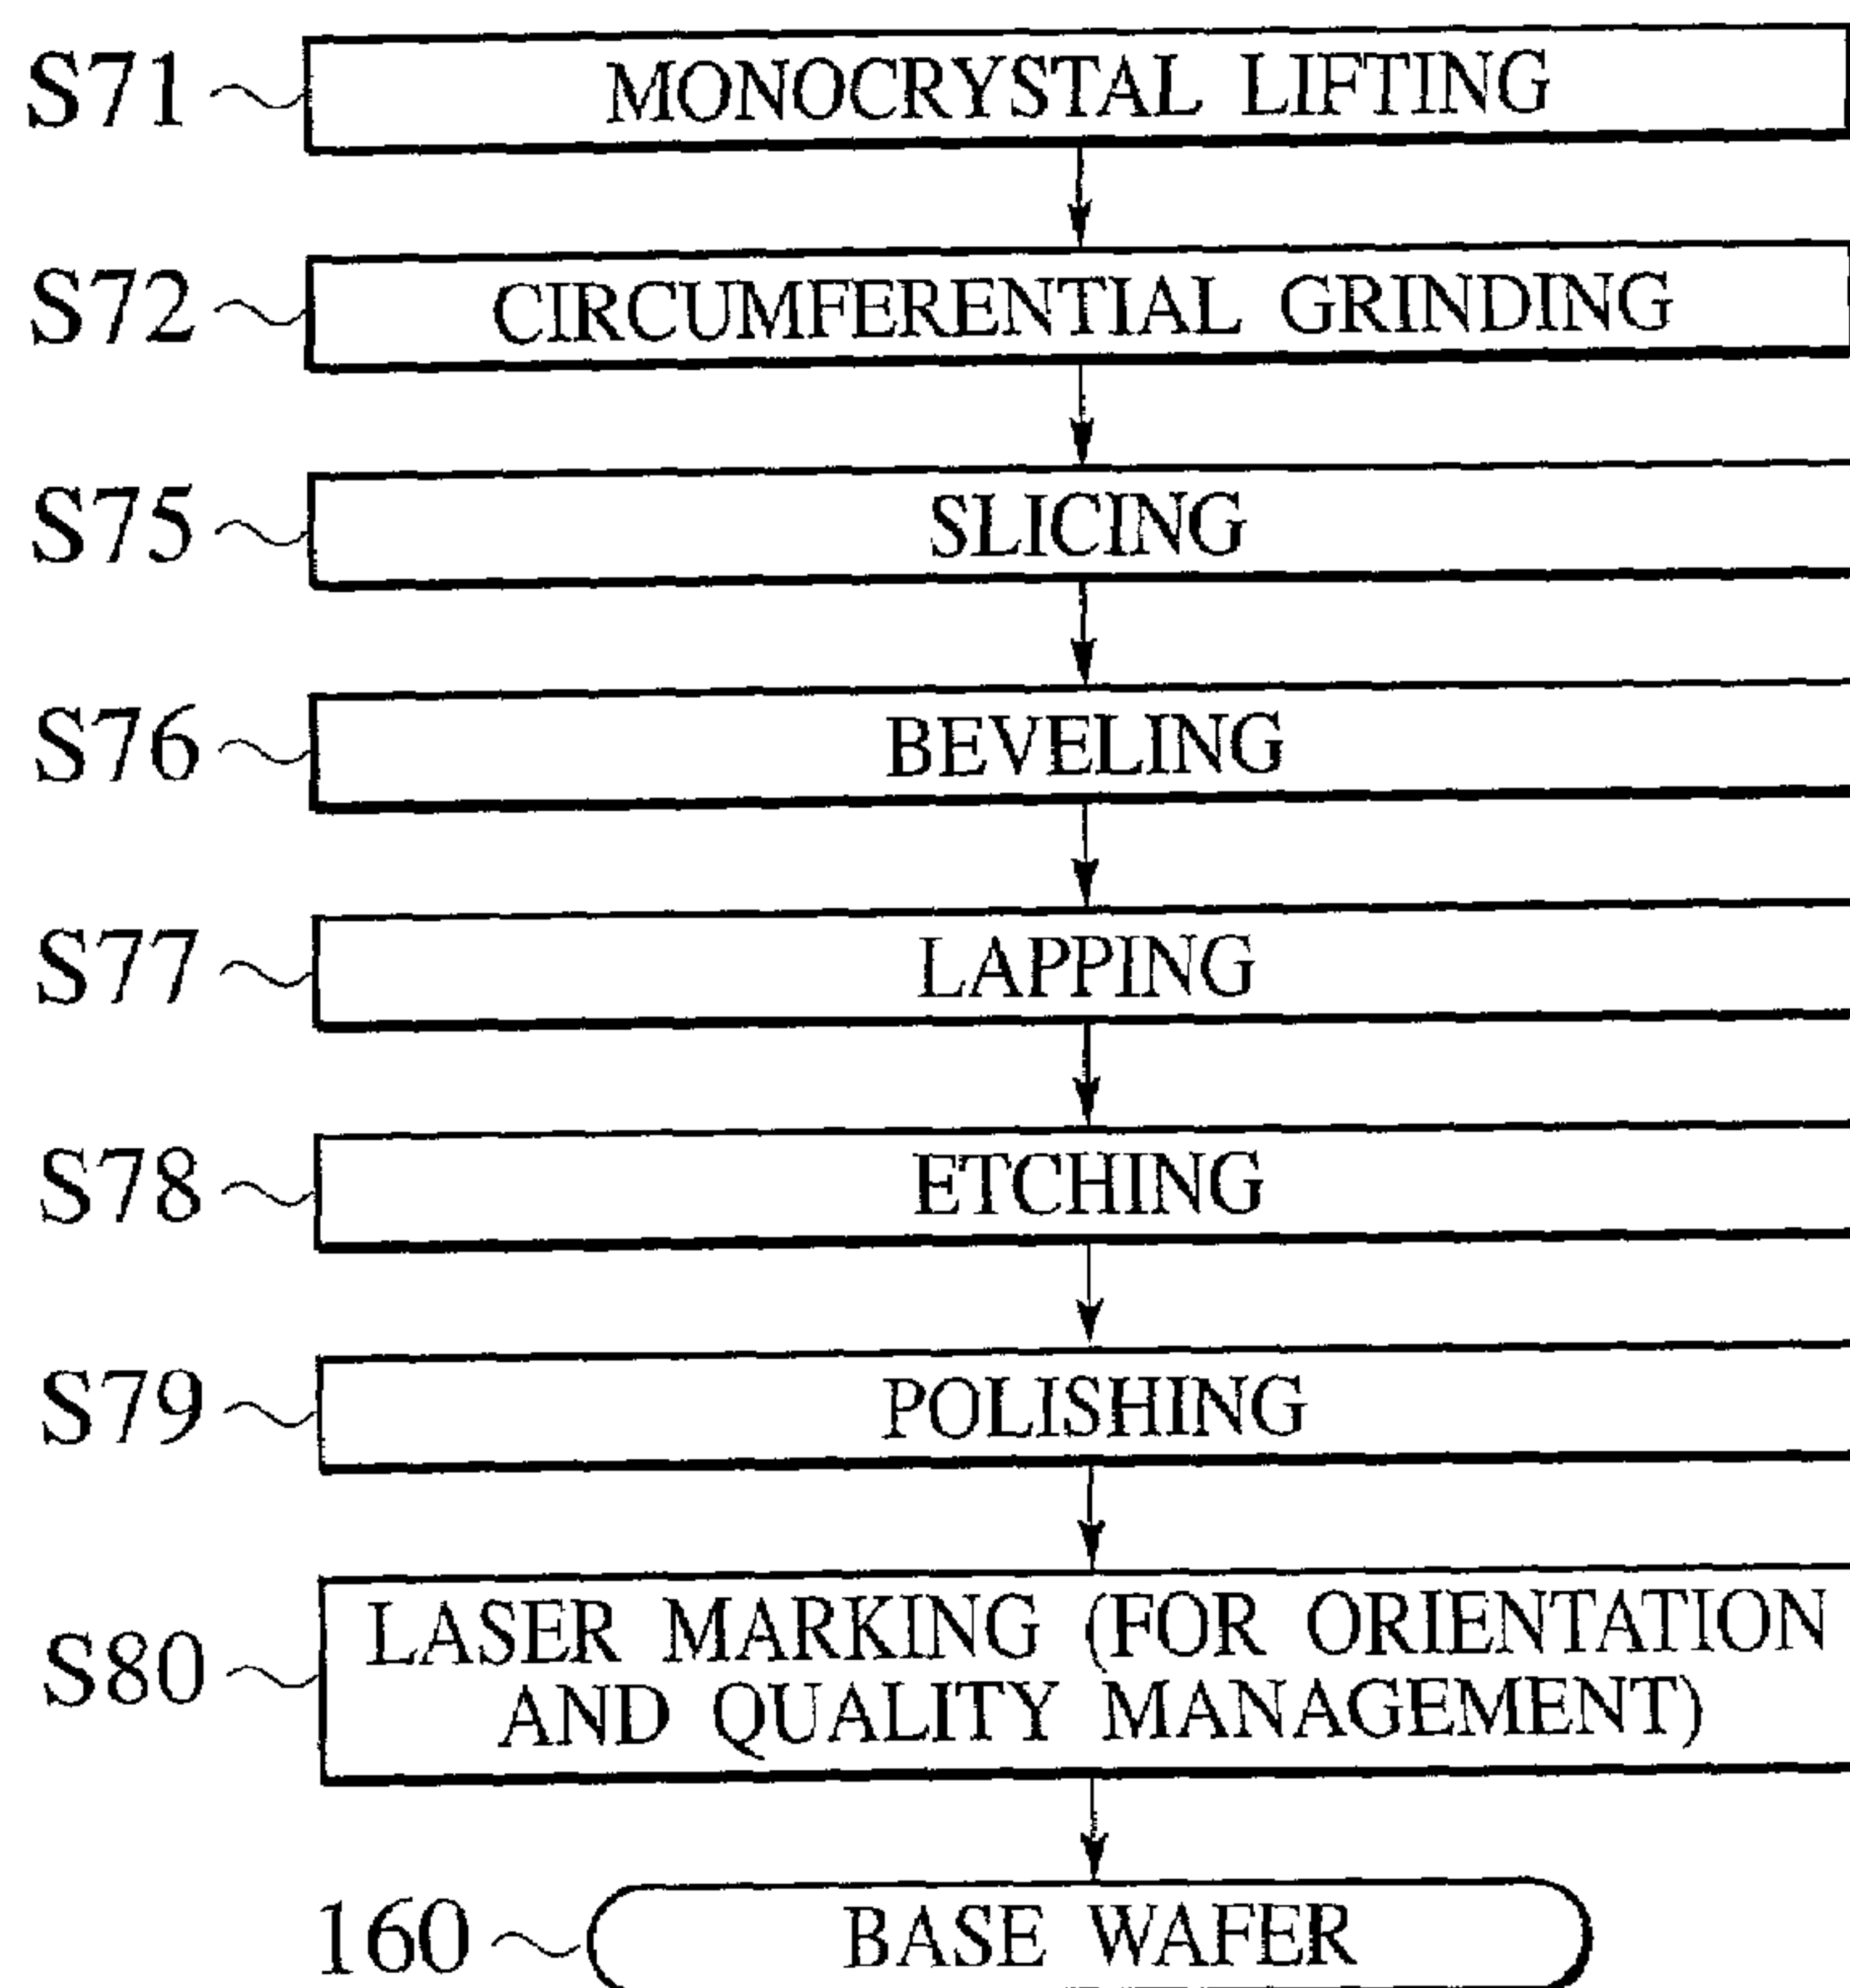 S71 MONOCRYSTAL LIFTING
S72 CIRCUMFERENTIAL GRINDING
S75 SLICING
S76 BEVELING
S77 LAPPING
S78 ETCHING
S79 POLISHING
S80 LASER MARKING (FOR ORIENTATION
AND QUALITY MANAGEMENT)
160 BASE WAFER